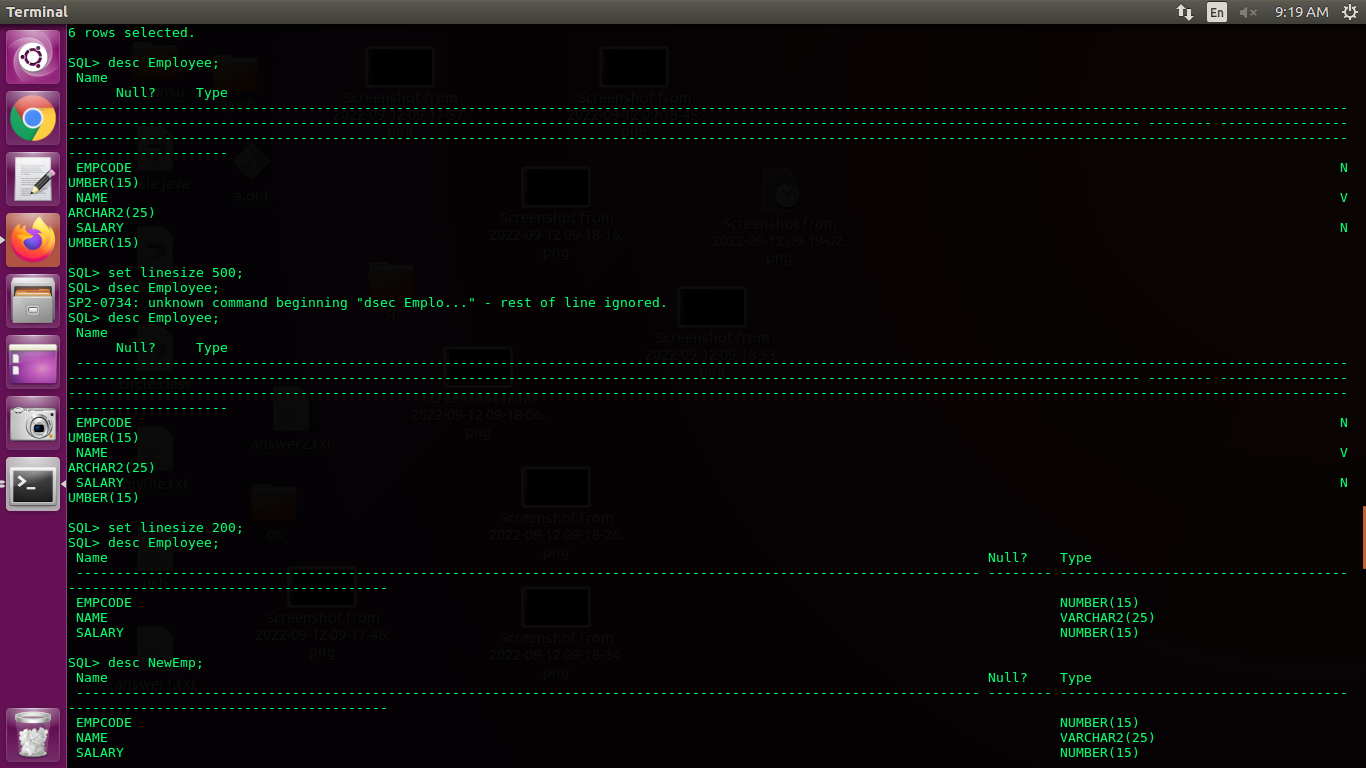 Terminal
En
9:19 AM
6 rows selected.
SQL> desc Employee;
Name
Null? Type
EMPCODE N
UMBER(15)
NAME V
ARCHAR2(25)
SALARY N
UMBER(15)
SQL> set linesize 500;
SQL> dsec Employee;
SP2-0734: unknown command beginning "dsec Emplo..." - rest of line ignored.
SQL> desc Employee;
Name
Null? Type
EMPCODE N
UMBER(15)
NAME V
ARCHAR2(25)
SALARY N
UMBER(15)
SQL> set linesize 200;
SQL> desc Employee;
Name Null? Type
EMPCODE NUMBER(15)
NAME VARCHAR2(25)
SALARY NUMBER(15)
SQL> desc NewEmp;
Name Null? Type
EMPCODE NUMBER(15)
NAME VARCHAR2(25)
SALARY NUMBER(15)
a.out
Screenshot from
2022-09-12 09-18-16.
png
Screenshot from
2022-09-12 09-19-02.
png
Screenshot from
2022-09-12 09-18-53.
png
Screenshot from
2022-09-12 09-18-06.
png
answer2.txt
myfile.txt
os
Screenshot from
2022-09-12 09-18-26.
png
Screenshot from
2022-09-12 09-17-46.
png
Screenshot from
2022-09-12 09-18-34.
png
answer1.txt